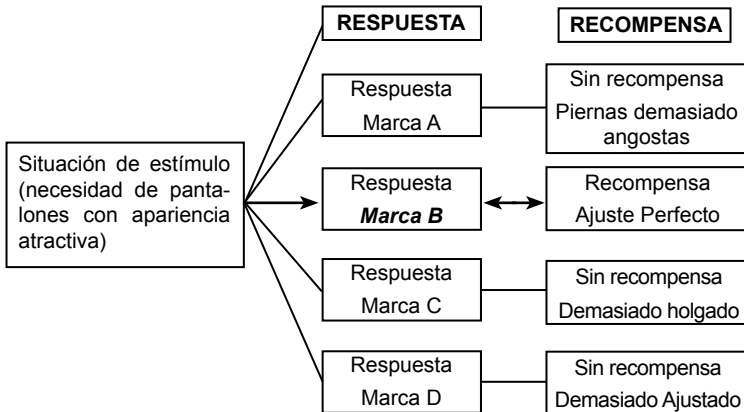 RESPUESTA
RECOMPENSA
Situación de estímulo
(necesidad de panta-
lones con apariencia
atractiva)
Respuesta
Marca A
Sin recompensa
Piernas demasiado
angostas
Respuesta
Marca B
Recompensa
Ajuste Perfecto
Respuesta
Marca C
Sin recompensa
Demasiado holgado
Respuesta
Marca D
Sin recompensa
Demasiado Ajustado